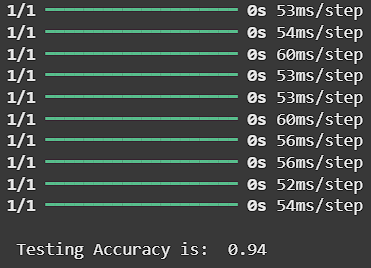 1/1 ━━━━━━━━━━━━━━━━━━━━ 0s 53ms/step
1/1 ━━━━━━━━━━━━━━━━━━━━ 0s 54ms/step
1/1 ━━━━━━━━━━━━━━━━━━━━ 0s 60ms/step
1/1 ━━━━━━━━━━━━━━━━━━━━ 0s 53ms/step
1/1 ━━━━━━━━━━━━━━━━━━━━ 0s 53ms/step
1/1 ━━━━━━━━━━━━━━━━━━━━ 0s 60ms/step
1/1 ━━━━━━━━━━━━━━━━━━━━ 0s 56ms/step
1/1 ━━━━━━━━━━━━━━━━━━━━ 0s 56ms/step
1/1 ━━━━━━━━━━━━━━━━━━━━ 0s 52ms/step
1/1 ━━━━━━━━━━━━━━━━━━━━ 0s 54ms/step
Testing Accuracy is:  0.94